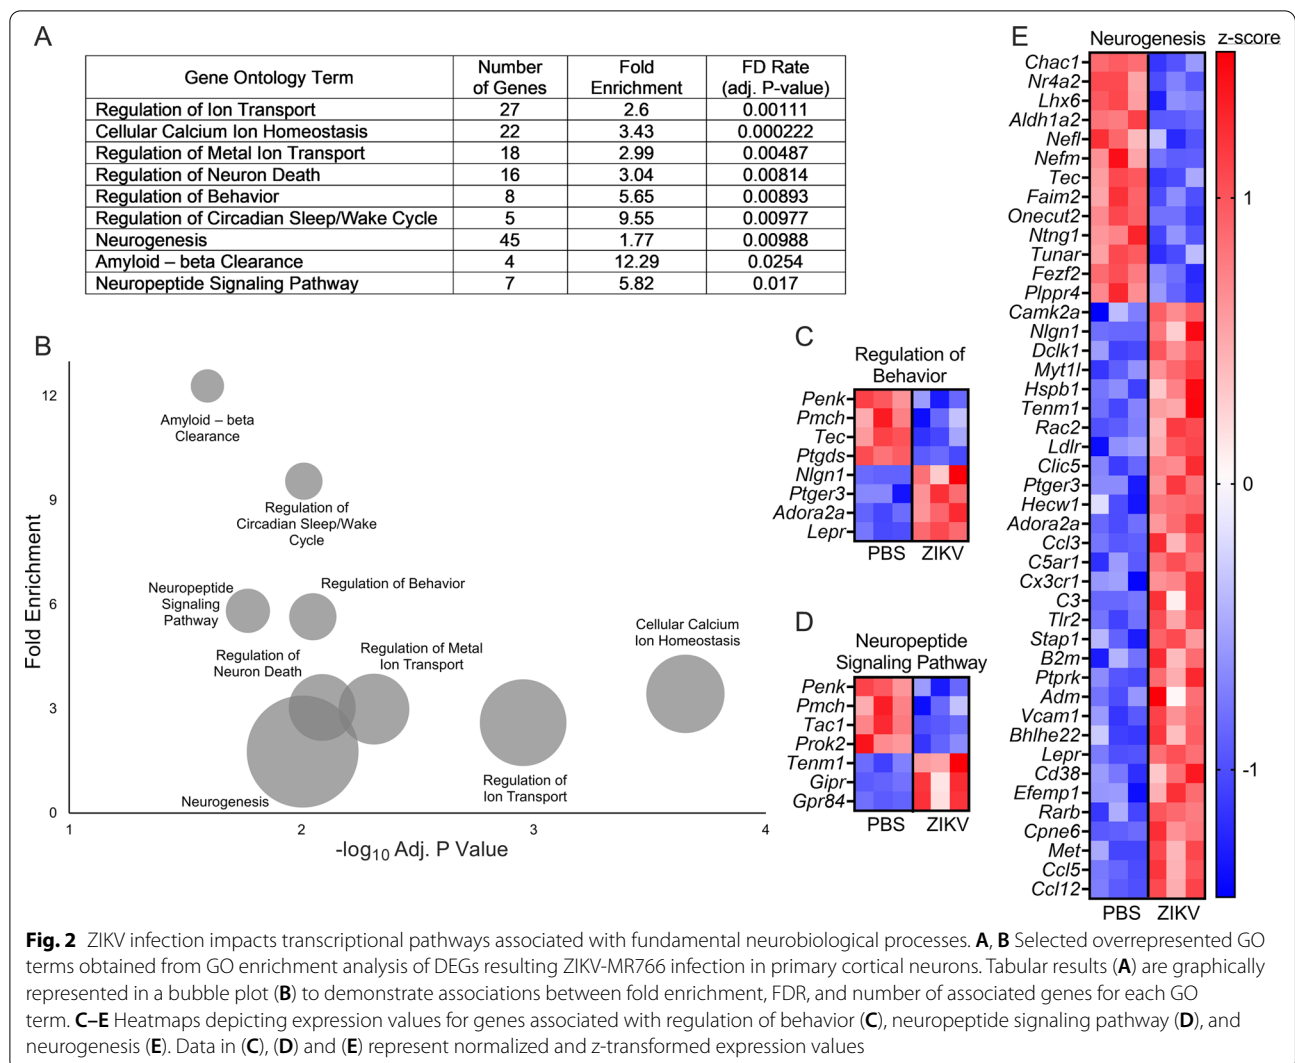 A
Gene Ontology Term
Number of Genes
Fold Enrichment
FD Rate (adj. P-value)
Regulation of Ion Transport 27 2.6 0.00111
Cellular Calcium Ion Homeostasis 22 3.43 0.000222
Regulation of Metal Ion Transport 18 2.99 0.00487
Regulation of Neuron Death 16 3.04 0.00814
Regulation of Behavior 8 5.65 0.00893
Regulation of Circadian Sleep/Wake Cycle 5 9.55 0.00977
Neurogenesis 45 1.77 0.00988
Amyloid – beta Clearance 4 12.29 0.0254
Neuropeptide Signaling Pathway 7 5.82 0.017
B
Fold Enrichment
12
9
6
3
0
1
2
3
4
-log10 Adj. P Value
Amyloid – beta
Clearance
Regulation of
Circadian Sleep/Wake
Cycle
Neuropeptide
Signaling
Pathway
Regulation of Behavior
Regulation of
Neuron Death
Regulation of Metal
Ion Transport
Cellular Calcium
Ion Homeostasis
Neurogenesis
Regulation of
Ion Transport
C
Regulation of
Behavior
Penk
Pmch
Tec
Ptgds
Nlgn1
Ptger3
Adora2a
Lepr
PBS ZIKV
D
Neuropeptide
Signaling Pathway
Penk
Pmch
Tac1
Prok2
Tenm1
Gipr
Gpr84
PBS ZIKV
E
Neurogenesis
z-score
Chac1
Nr4a2
Lhx6
Aldh1a2
Nefl
Nefm
Tec
Faim2
Onecut2
Ntng1
Tunar
Fezf2
Plppr4
Camk2a
Nlgn1
Dclk1
Myt1l
Hspb1
Tenm1
Rac2
Ldlr
Clic5
Ptger3
Hecw1
Adora2a
Ccl3
C5ar1
Cx3cr1
C3
Tlr2
Stap1
B2m
Ptprk
Adm
Vcam1
Bhlhe22
Lepr
Cd38
Efemp1
Rarb
Cpne6
Met
Ccl5
Ccl12
PBS ZIKV
1
0
-1
Fig. 2 ZIKV infection impacts transcriptional pathways associated with fundamental neurobiological processes. A, B Selected overrepresented GO
terms obtained from GO enrichment analysis of DEGs resulting ZIKV-MR766 infection in primary cortical neurons. Tabular results (A) are graphically
represented in a bubble plot (B) to demonstrate associations between fold enrichment, FDR, and number of associated genes for each GO
term. C–E Heatmaps depicting expression values for genes associated with regulation of behavior (C), neuropeptide signaling pathway (D), and
neurogenesis (E). Data in (C), (D) and (E) represent normalized and z-transformed expression values